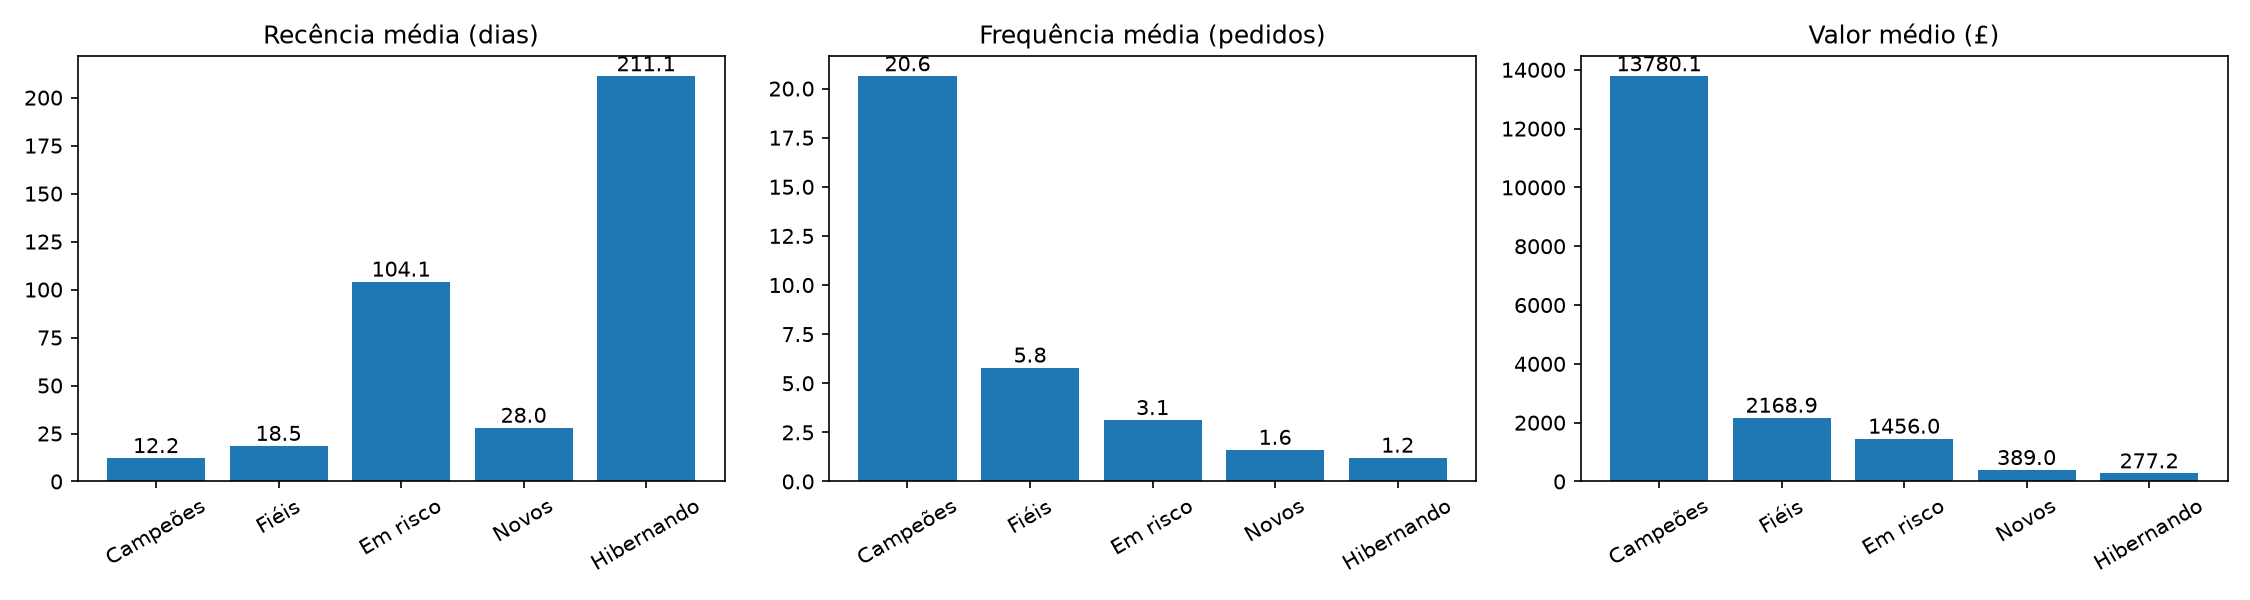 Recência média (dias)
211.1
200
175
150
125
104.1
100
75
50
28.0
25
18.5
12.2
0
Campeões
Fiéis
Em risco
Novos
Hibernando
Frequência média (pedidos)
20.6
20.0
17.5
15.0
12.5
10.0
7.5
5.8
5.0
3.1
2.5
1.6
1.2
0.0
Campeões
Fiéis
Em risco
Novos
Hibernando
Valor médio (£)
14000
13780.1
12000
10000
8000
6000
4000
2168.9
2000
1456.0
389.0
277.2
0
Campeões
Fiéis
Em risco
Novos
Hibernando